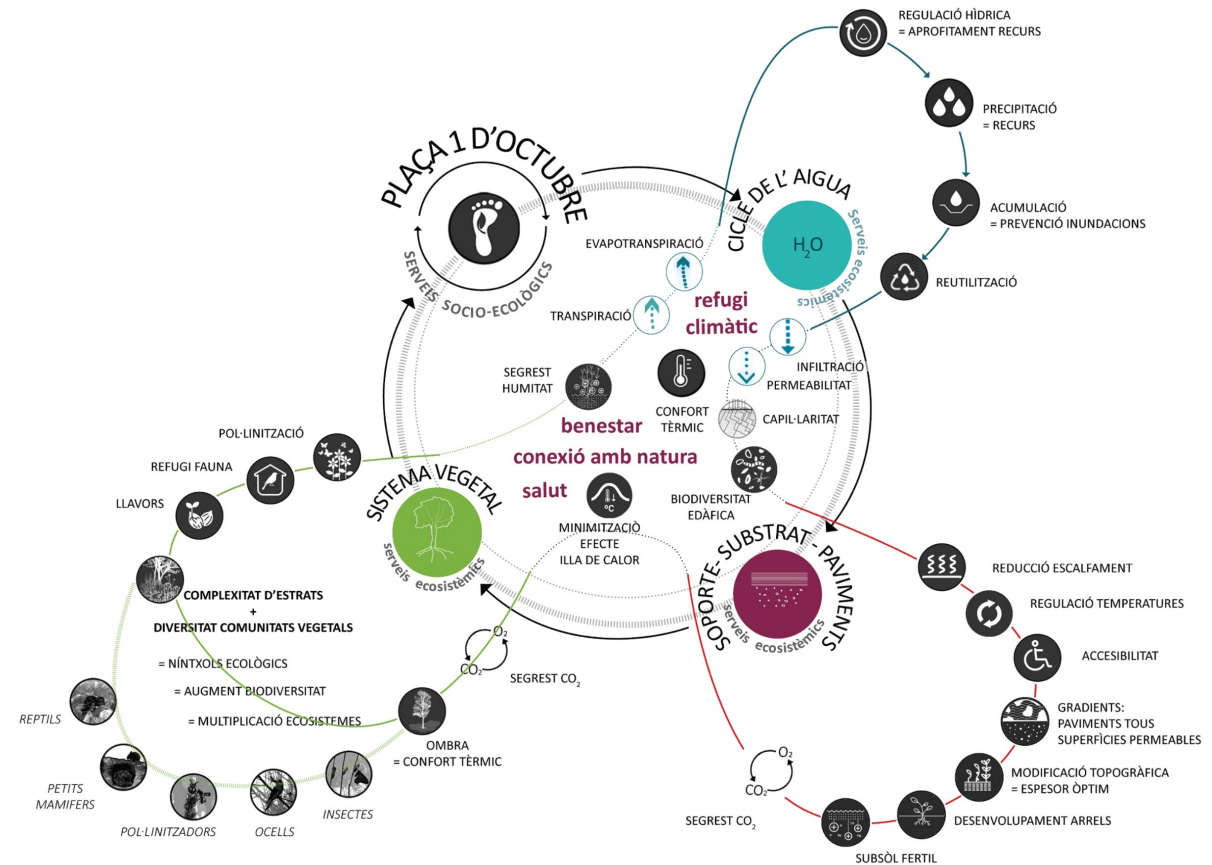 REGULACIÓ HÌDRICA
= APROFITAMENT RECURS
PRECIPITACIÓ
= RECURS
ACUMULACIÓ
= PREVENCIÓ INUNDACIONS
REUTILITZACIÓ
PLAÇA 1 D'OCTUBRE
SERVEIS SOCIO-ECOLÒGICS
CICLE DE L' AIGUA
H₂O
Serveis ecosistèmics
EVAPOTRANSPIRACIÓ
TRANSPIRACIÓ
refugi
climàtic
SEGREST
HUMITAT
INFILTRACIÓ
PERMEABILITAT
CONFORT
TÈRMIC
CAPIL·LARITAT
benestar
conexió amb natura
salut
°C
MINIMITZACIÒ
EFECTE
ILLA DE CALOR
BIODIVERSITAT
EDÀFICA
POL·LINITZACIÓ
REFUGI FAUNA
LLAVORS
SISTEMA VEGETAL
serveis ecosistèmics
SOPORTE- SUBSTRAT - PAVIMENTS
serveis ecosistèmics
COMPLEXITAT D'ESTRATS
+
DIVERSITAT COMUNITATS VEGETALS
= NÍNTXOLS ECOLÒGICS
= AUGMENT BIODIVERSITAT
= MULTIPLICACIÓ ECOSISTEMES
O₂
CO₂
SEGREST CO₂
OMBRA
= CONFORT TÈRMIC
REPTILS
PETITS
MAMIFERS
POL·LINITZADORS
OCELLS
INSECTES
REDUCCIÓ ESCALFAMENT
REGULACIÓ TEMPERATURES
ACCESIBILITAT
GRADIENTS:
PAVIMENTS TOUS
SUPERFÍCIES PERMEABLES
MODIFICACIÓ TOPOGRÀFICA
= ESPESOR ÒPTIM
DESENVOLUPAMENT ARRELS
SUBSÒL FERTIL
O₂
CO₂
SEGREST CO₂